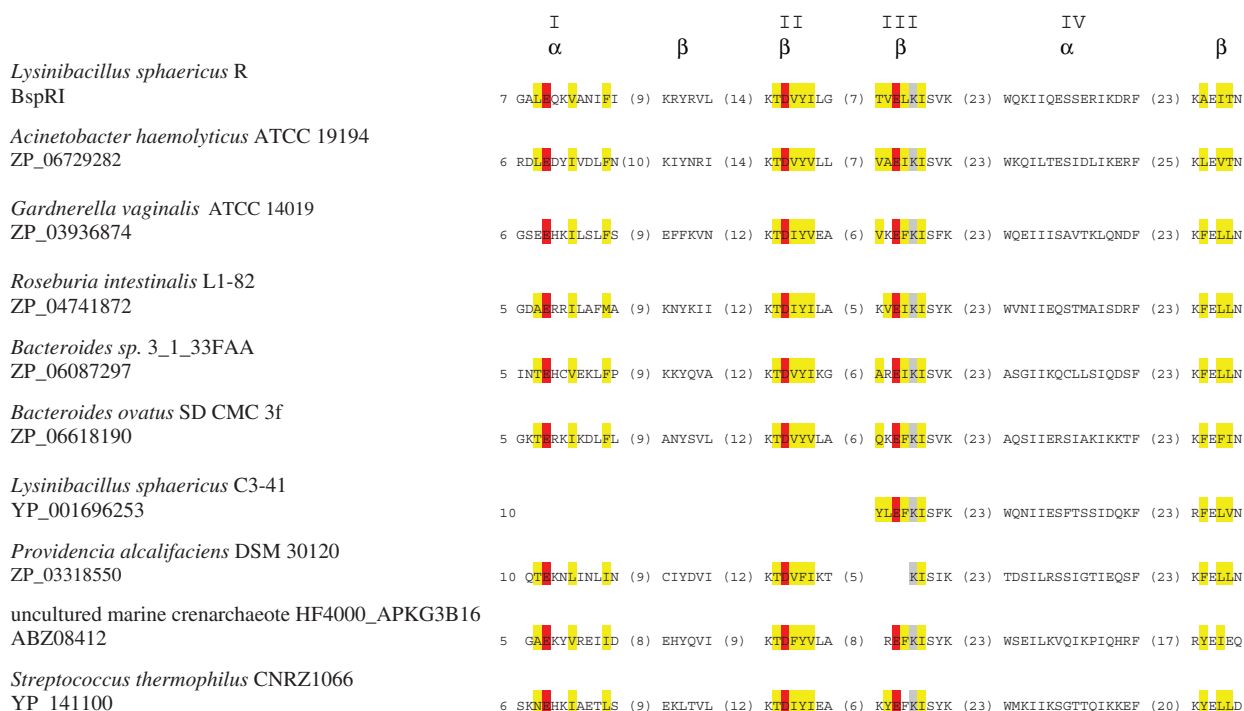 I II III IV
α β β β α β
Lysinibacillus sphaericus R
BspRI 7 GALEQKVANIFI (9) KRYRVL (14) KTDVYILG (7) TVELKISVK (23) WQKIIQESSERIKDRF (23) KAEITN
Acinetobacter haemolyticus ATCC 19194
ZP_06729282 6 RDLEDYIVDLFN(10) KIYNRI (14) KTDVYVLL (7) VAEIKISVK (23) WKQILTESIDLIKERF (25) KLEVTN
Gardnerella vaginalis ATCC 14019
ZP_03936874 6 GSEEHKILSLFS (9) EFFKVN (12) KTDIYVEA (6) VKEFKISFK (23) WQEIIISAVTKLQNDF (23) KFELLN
Roseburia intestinalis L1-82
ZP_04741872 5 GDAERRILAFMA (9) KNYKII (12) KTDIYILA (5) KVEIKISYK (23) WVNIIEQSTMAISDRF (23) KFELLN
Bacteroides sp. 3_1_33FAA
ZP_06087297 5 INTEHCVEKLFP (9) KKYQVA (12) KTDVYIKG (6) AREIKISVK (23) ASGIIKQCLLSIQDSF (23) KFELLN
Bacteroides ovatus SD CMC 3f
ZP_06618190 5 GKTERKIKDLFL (9) ANYSVL (12) KTDVYVLA (6) QKEFKISVK (23) AQSIIERSIAKIKKTF (23) KFEFIN
Lysinibacillus sphaericus C3-41
YP_001696253 10 YLEFKISFK (23) WQNIIESFTSSIDQKF (23) RFELVN
Providencia alcalifaciens DSM 30120
ZP_03318550 10 QTEKNLINLIN (9) CIYDVI (12) KTDVFIKT (5) KISIK (23) TDSILRSSIGTIEQSF (23) KFELLN
uncultured marine crenarchaeote HF4000_APKG3B16
ABZ08412 5 GAEKYVREIID (8) EHYQVI (9) KTDFYVLA (8) REFKISYK (23) WSEILKVQIKPIQHRF (17) RYEIEQ
Streptococcus thermophilus CNRZ1066
YP_141100 6 SKNEHKIAETLS (9) EKLTVL (12) KTDIYIEA (6) KYEFKISYK (23) WMKIIKSGTTQIKKEF (20) KYELLD